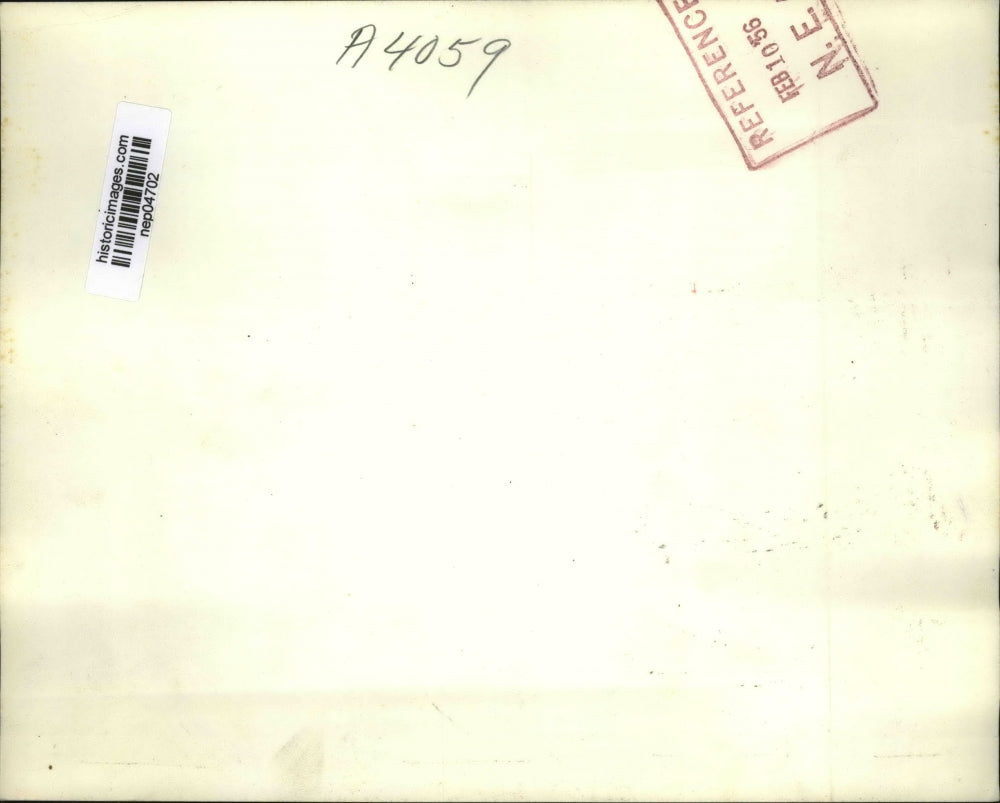 A4059
REFERENCE
FEB 10 56
N. E.
historicimages.com
nep04702